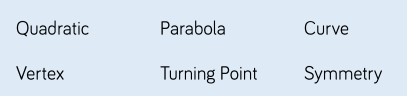 Quadratic Parabola Curve
Vertex Turning Point Symmetry